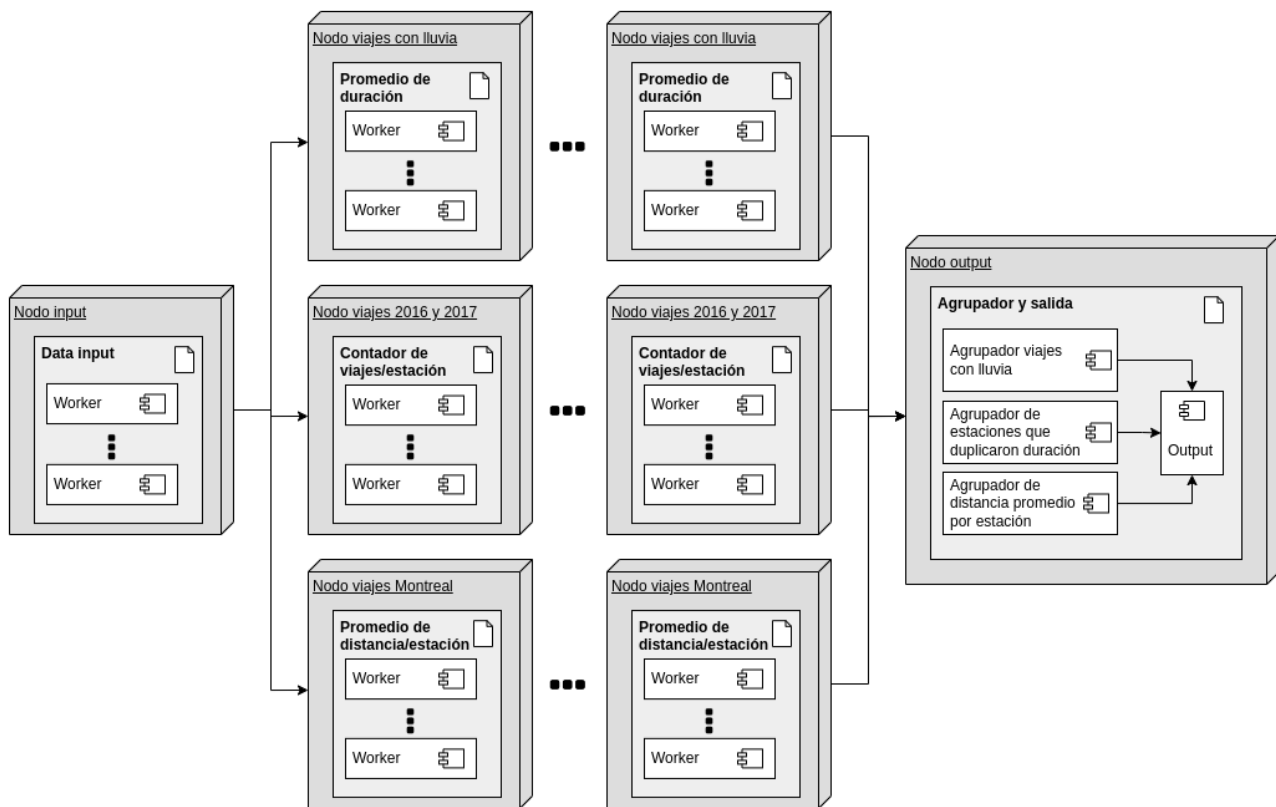 Nodo viajes con lluvia
Promedio de
duración
Worker
Worker
Nodo viajes con lluvia
Promedio de
duración
Worker
Worker
Nodo input
Data input
Worker
Worker
Nodo viajes 2016 y 2017
Contador de
viajes/estación
Worker
Worker
Nodo viajes 2016 y 2017
Contador de
viajes/estación
Worker
Worker
Nodo viajes Montreal
Promedio de
distancia/estación
Worker
Worker
Nodo viajes Montreal
Promedio de
distancia/estación
Worker
Worker
Nodo output
Agrupador y salida
Agrupador viajes
con lluvia
Agrupador de
estaciones que
duplicaron duración
Agrupador de
distancia promedio
por estación
Output